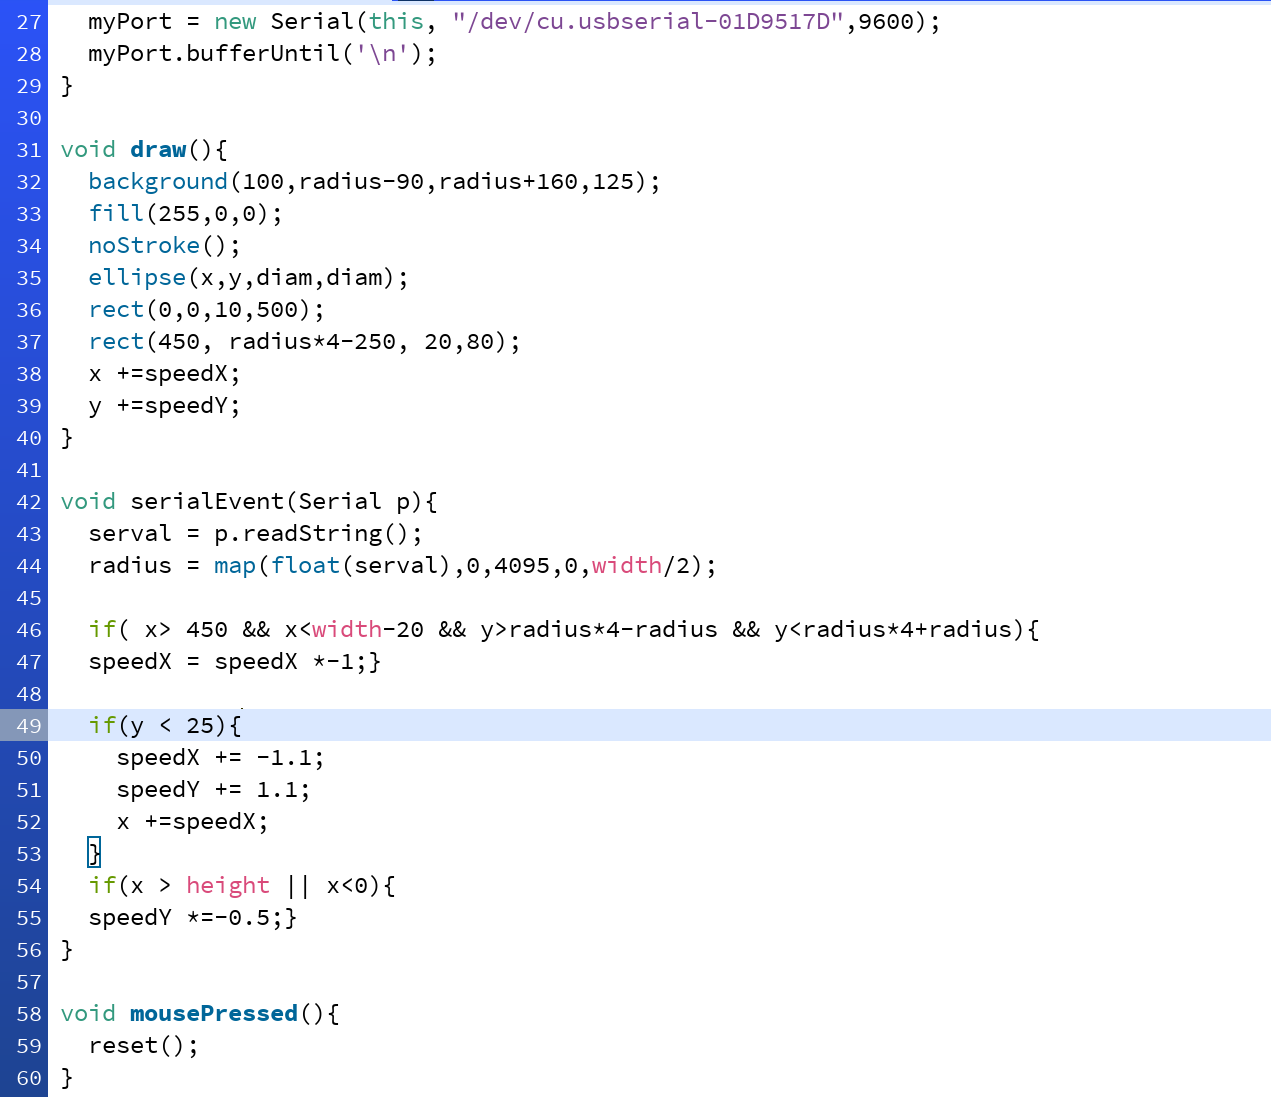 27 myPort = new Serial(this, "/dev/cu.usbserial-01D9517D",9600);
28 myPort.bufferUntil('\n');
29 }
30
31 void draw(){
32 background(100,radius-90,radius+160,125);
33 fill(255,0,0);
34 noStroke();
35 ellipse(x,y,diam,diam);
36 rect(0,0,10,500);
37 rect(450, radius*4-250, 20,80);
38 x +=speedX;
39 y +=speedY;
40 }
41
42 void serialEvent(Serial p){
43 serval = p.readString();
44 radius = map(float(serval),0,4095,0,width/2);
45
46 if( x> 450 && x<width-20 && y>radius*4-radius && y<radius*4+radius){
47 speedX = speedX *-1;}
48
49 if(y < 25){
50 speedX += -1.1;
51 speedY += 1.1;
52 x +=speedX;
53 }
54 if(x > height || x<0){
55 speedY *=-0.5;}
56 }
57
58 void mousePressed(){
59 reset();
60 }